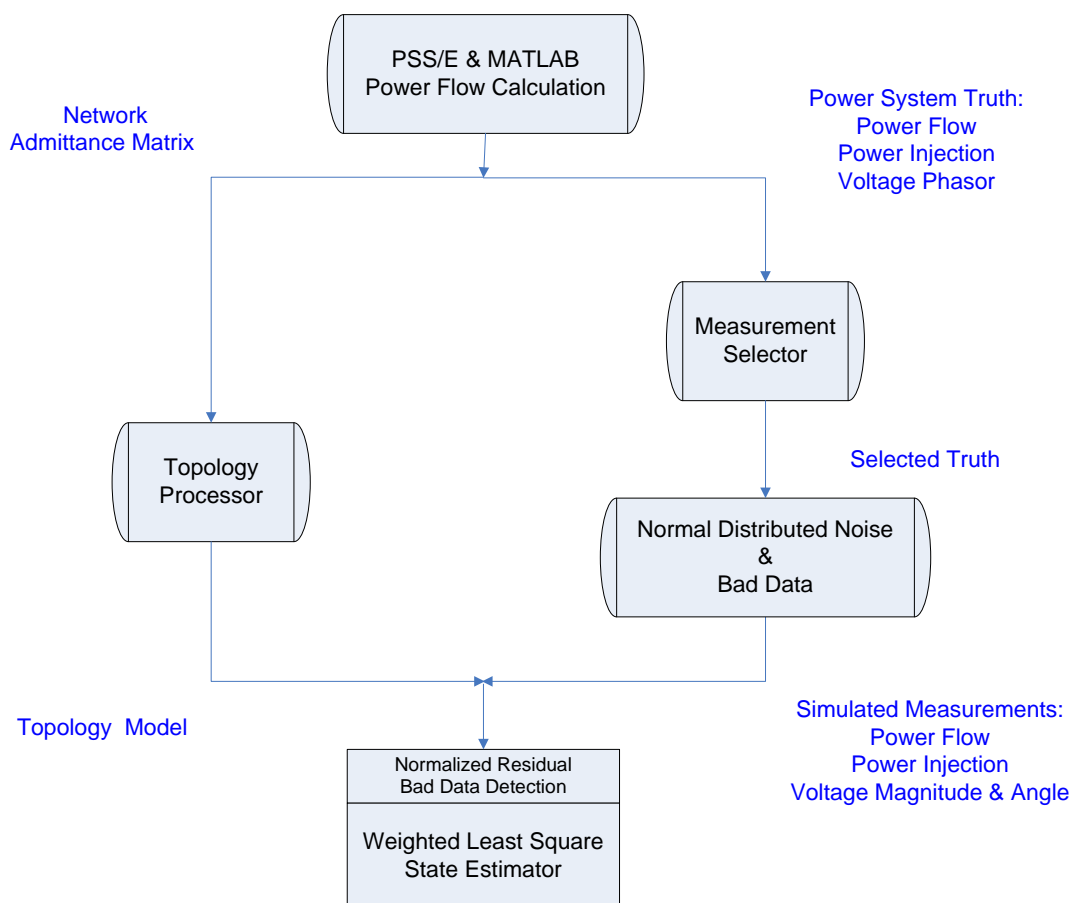 PSS/E & MATLAB
Power Flow Calculation
Network
Admittance Matrix
Power System Truth:
Power Flow
Power Injection
Voltage Phasor
Measurement
Selector
Topology
Processor
Selected Truth
Normal Distributed Noise
&
Bad Data
Topology Model
Simulated Measurements:
Power Flow
Power Injection
Voltage Magnitude & Angle
Normalized Residual
Bad Data Detection
Weighted Least Square
State Estimator